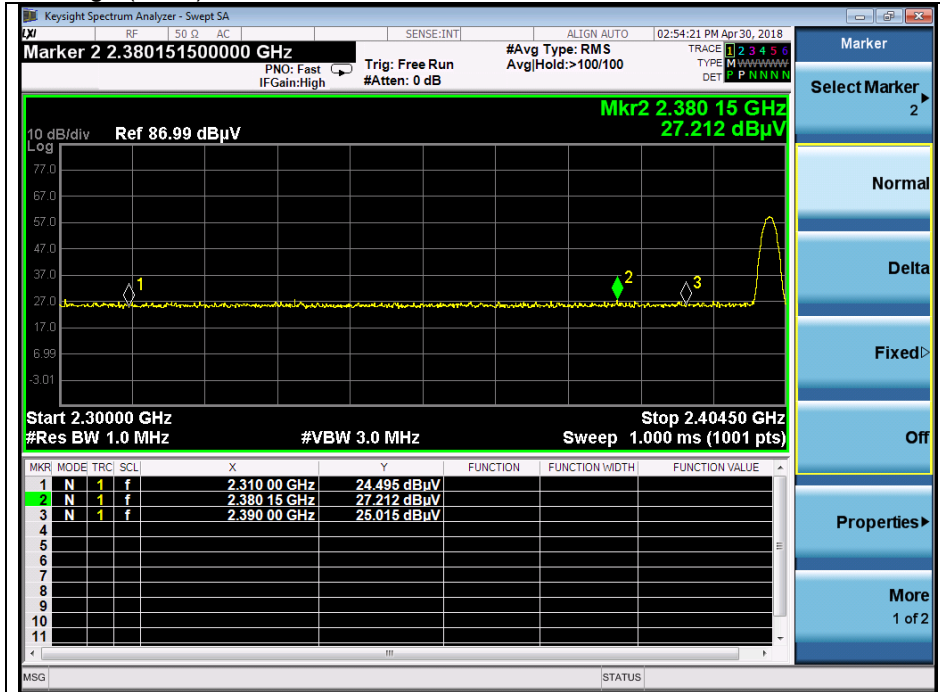 Keysight Spectrum Analyzer - Swept SA
LXI RF 50 Ω AC SENSE:INT ALIGN AUTO 02:54:21 PM Apr 30, 2018
Marker 2 2.380151500000 GHz
PNO: Fast
IFGain:High
Trig: Free Run
#Atten: 0 dB
#Avg Type: RMS
Avg|Hold:>100/100
TRACE 1 2 3 4 5 6
TYPE M W W W W W
DET P P N N N N
Mkr2 2.380 15 GHz
27.212 dBµV
10 dB/div Ref 86.99 dBµV
Log
77.0
67.0
57.0
47.0
37.0
27.0
17.0
6.99
-3.01
1
2
3
Start 2.30000 GHz Stop 2.40450 GHz
#Res BW 1.0 MHz #VBW 3.0 MHz Sweep 1.000 ms (1001 pts)
MKR MODE TRC SCL X Y FUNCTION FUNCTION WIDTH FUNCTION VALUE
1 N 1 f 2.310 00 GHz 24.495 dBµV
2 N 1 f 2.380 15 GHz 27.212 dBµV
3 N 1 f 2.390 00 GHz 25.015 dBµV
4
5
6
7
8
9
10
11
MSG STATUS
Marker
Select Marker
2
Normal
Delta
Fixed
Off
Properties
More
1 of 2